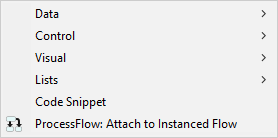 Data
Control
Visual
Lists
Code Snippet
ProcessFlow: Attach to Instanced Flow